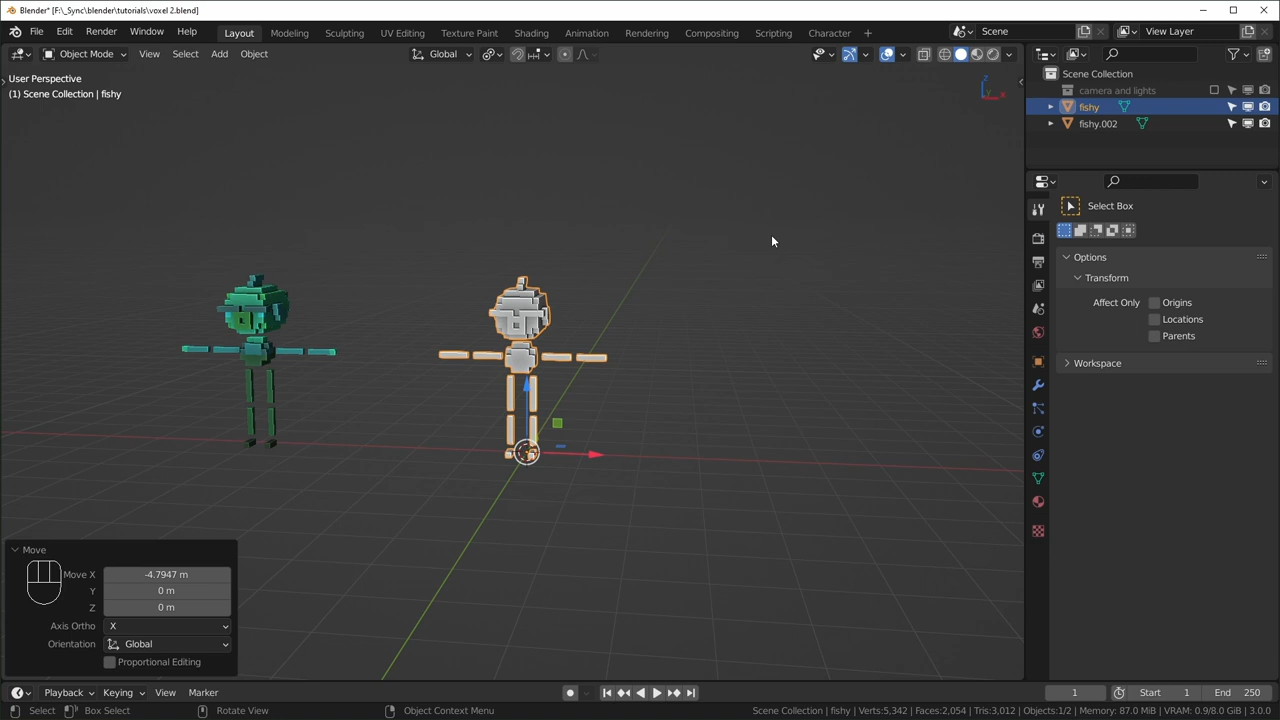 Blender* [F:\_Sync\blender\tutorials\voxel 2.blend]
File Edit Render Window Help Layout Modeling Sculpting UV Editing Texture Paint Shading Animation Rendering Compositing Scripting Character + Scene View Layer
Object Mode View Select Add Object Global
User Perspective
(1) Scene Collection | fishy
Scene Collection
camera and lights
fishy
fishy.002
Select Box
Options
Transform
Affect Only Origins
Locations
Parents
Workspace
Move
Move X -4.7947 m
Y 0 m
Z 0 m
Axis Ortho X
Orientation Global
Proportional Editing
Playback Keying View Marker 1 Start 1 End 250
Select Box Select Rotate View Object Context Menu Scene Collection | fishy | Verts:5,342 | Faces:2,054 | Tris:3,012 | Objects:1/2 | Memory: 87.0 MiB | VRAM: 0.9/8.0 GiB | 3.0.0
z
y
x